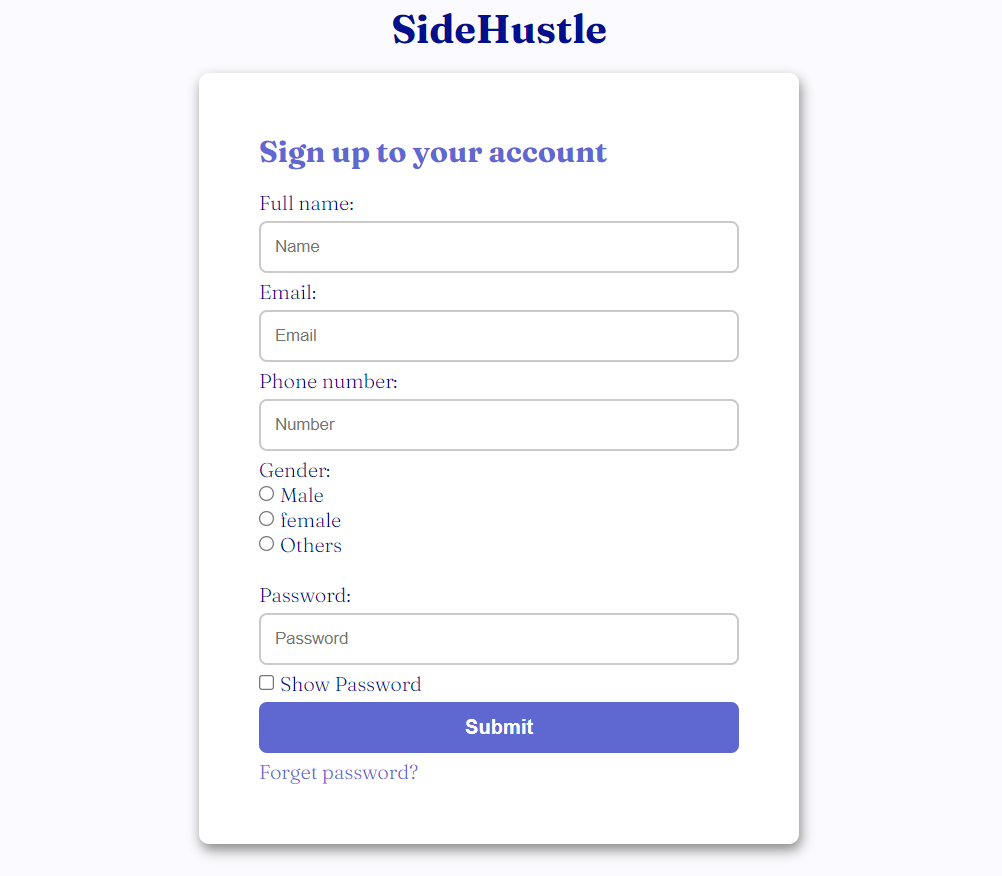 SideHustle
Sign up to your account
Full name:
Name
Email:
Email
Phone number:
Number
Gender:
Male
female
Others
Password:
Password
Show Password
Submit
Forget password?